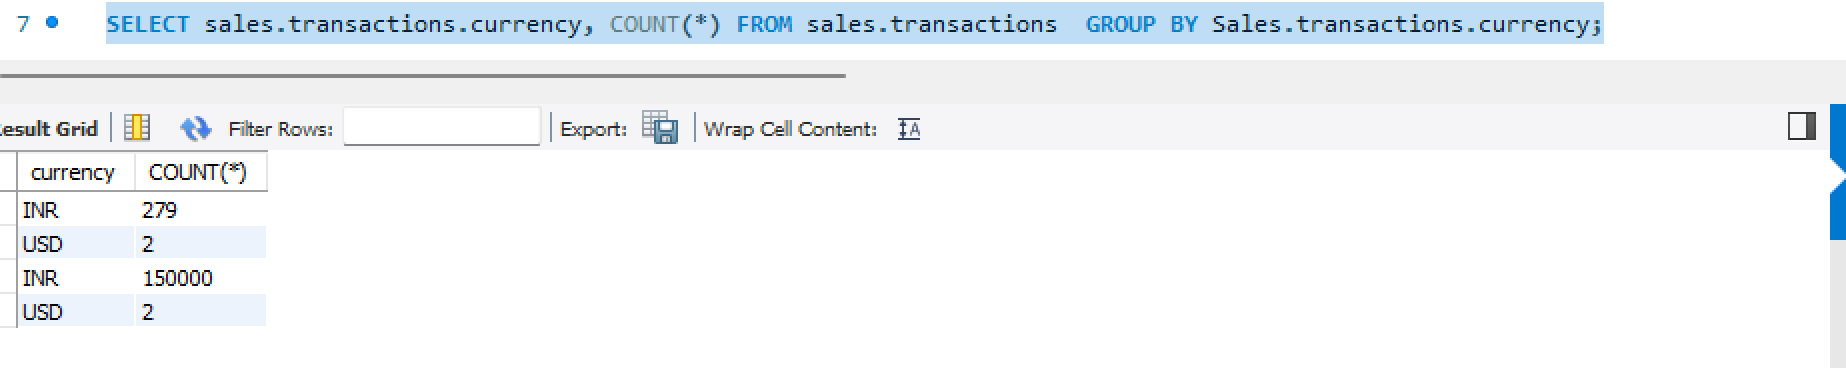 7 SELECT sales.transactions.currency, COUNT(*) FROM sales.transactions  GROUP BY Sales.transactions.currency;
esult Grid Filter Rows: Export: Wrap Cell Content: IA
currency COUNT(*)
INR 279
USD 2
INR 150000
USD 2